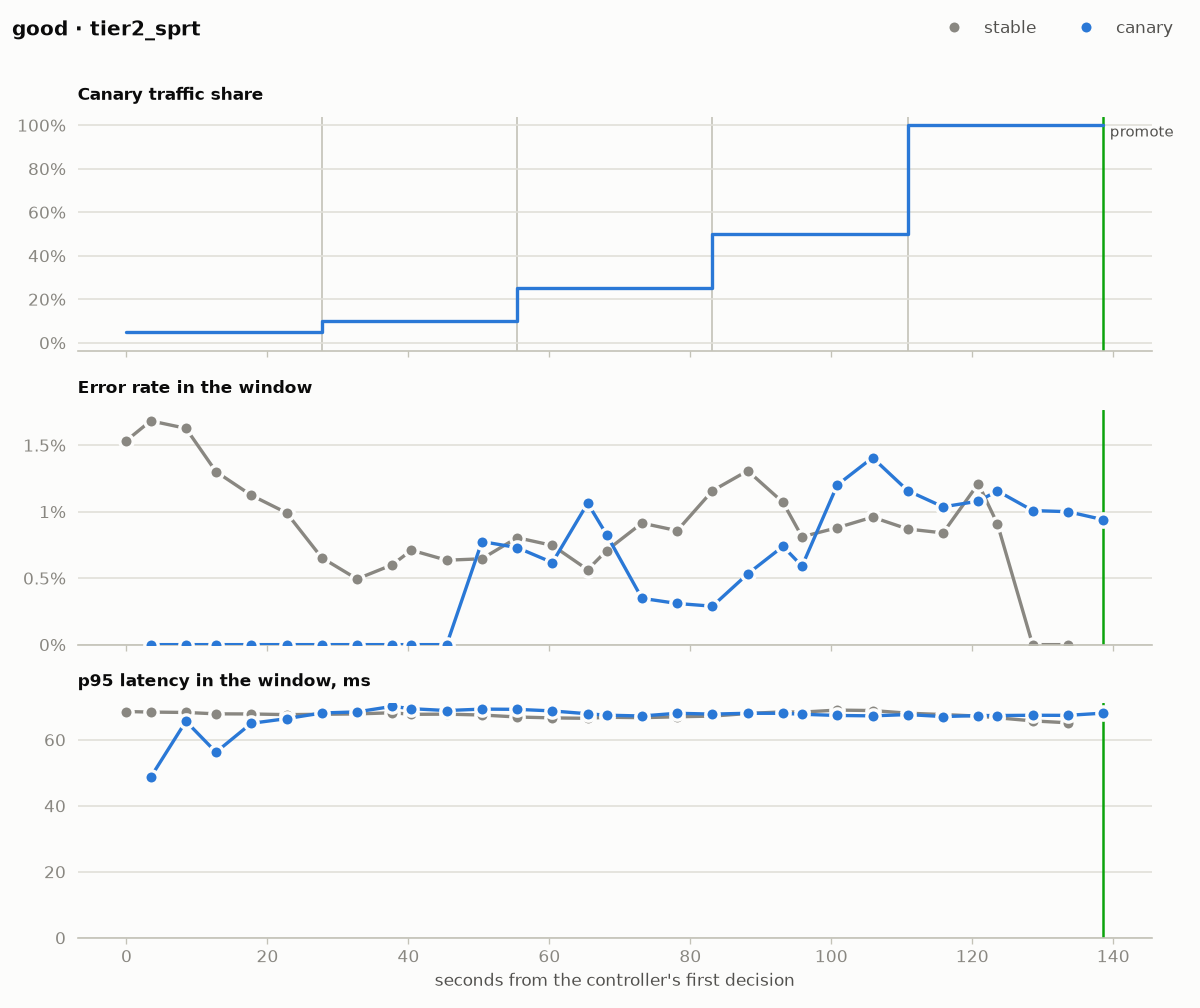 good · tier2_sprt
stable
canary
Canary traffic share
100%
80%
60%
40%
20%
0%
promote
Error rate in the window
1.5%
1%
0.5%
0%
p95 latency in the window, ms
60
40
20
0
0 20 40 60 80 100 120 140
seconds from the controller's first decision